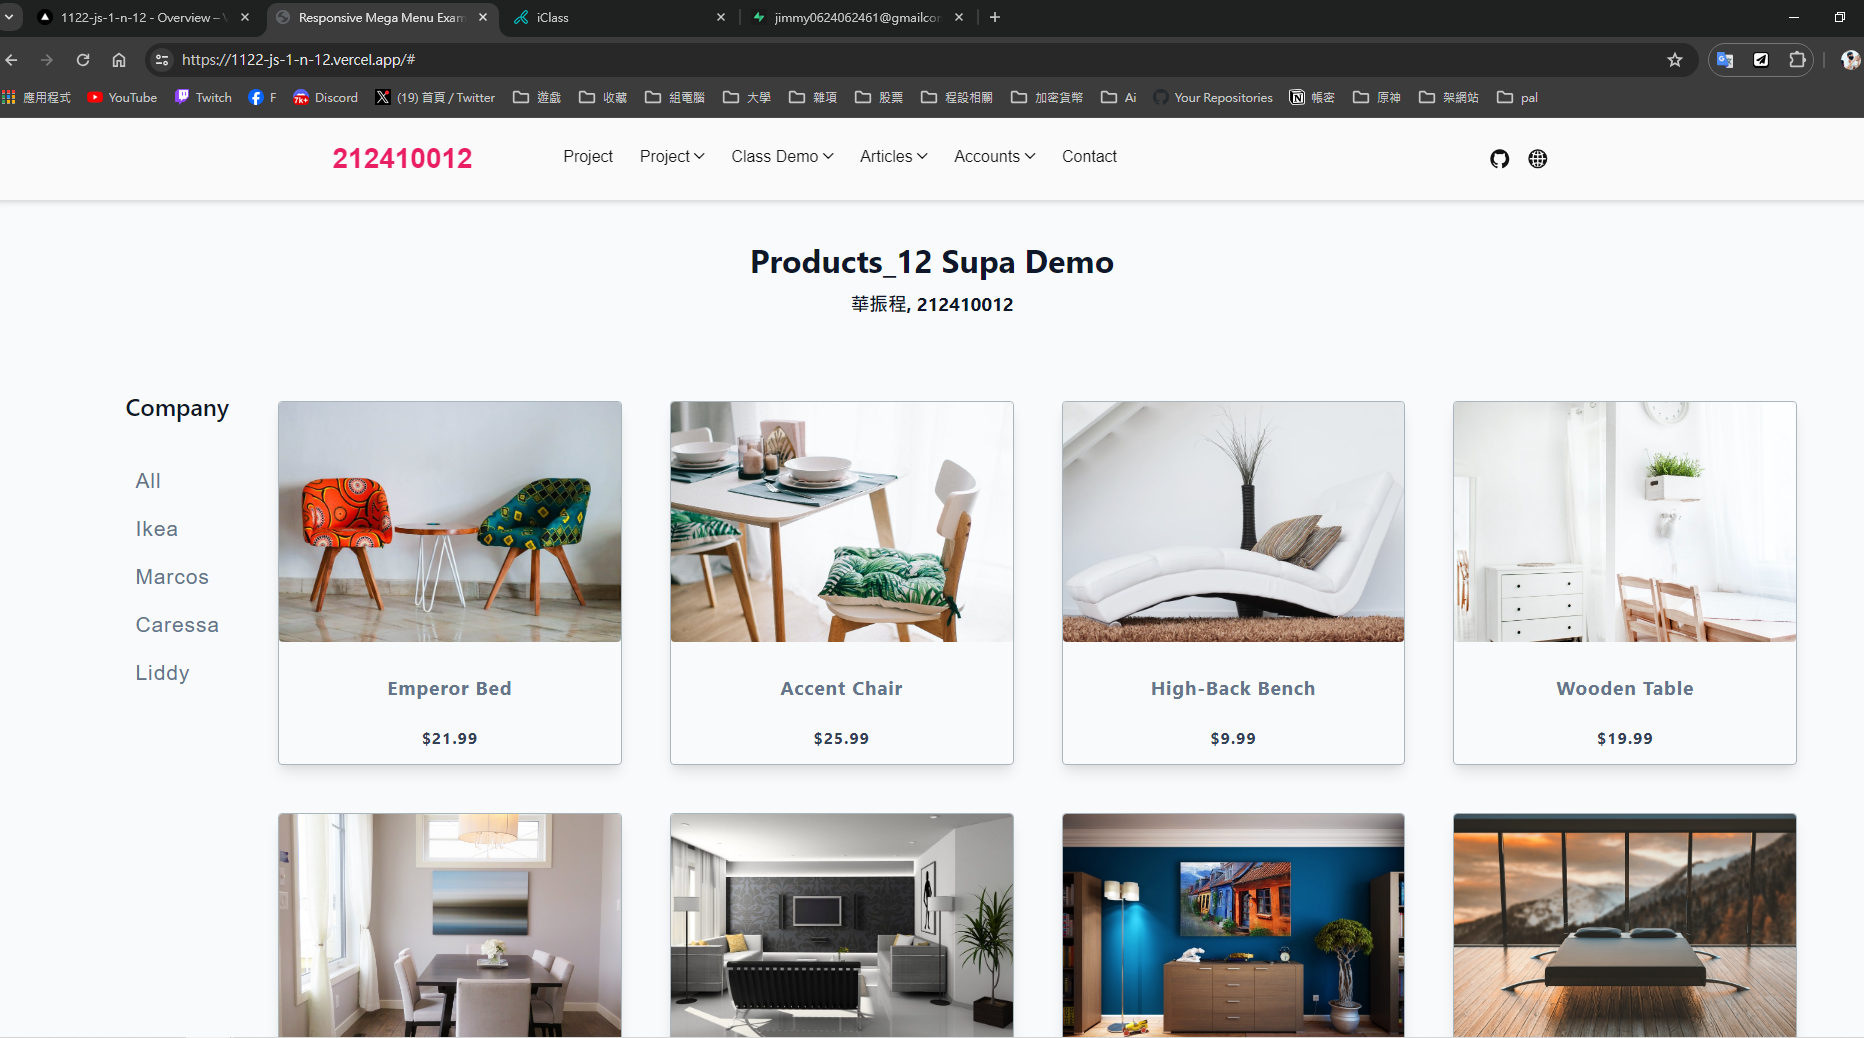 1122-js-1-n-12 - Overview –
Responsive Mega Menu Exam
iClass
jimmy0624062461@gmailcon
https://1122-js-1-n-12.vercel.app/#
應用程式
YouTube
Twitch
F
Discord
(19) 首頁 / Twitter
遊戲
收藏
組電腦
大學
雜項
股票
程設相關
加密貨幣
Ai
Your Repositories
帳密
原神
架網站
pal
212410012
Project
Project
Class Demo
Articles
Accounts
Contact
Products_12 Supa Demo
華振程, 212410012
Company
All
Ikea
Marcos
Caressa
Liddy
Emperor Bed
$21.99
Accent Chair
$25.99
High-Back Bench
$9.99
Wooden Table
$19.99